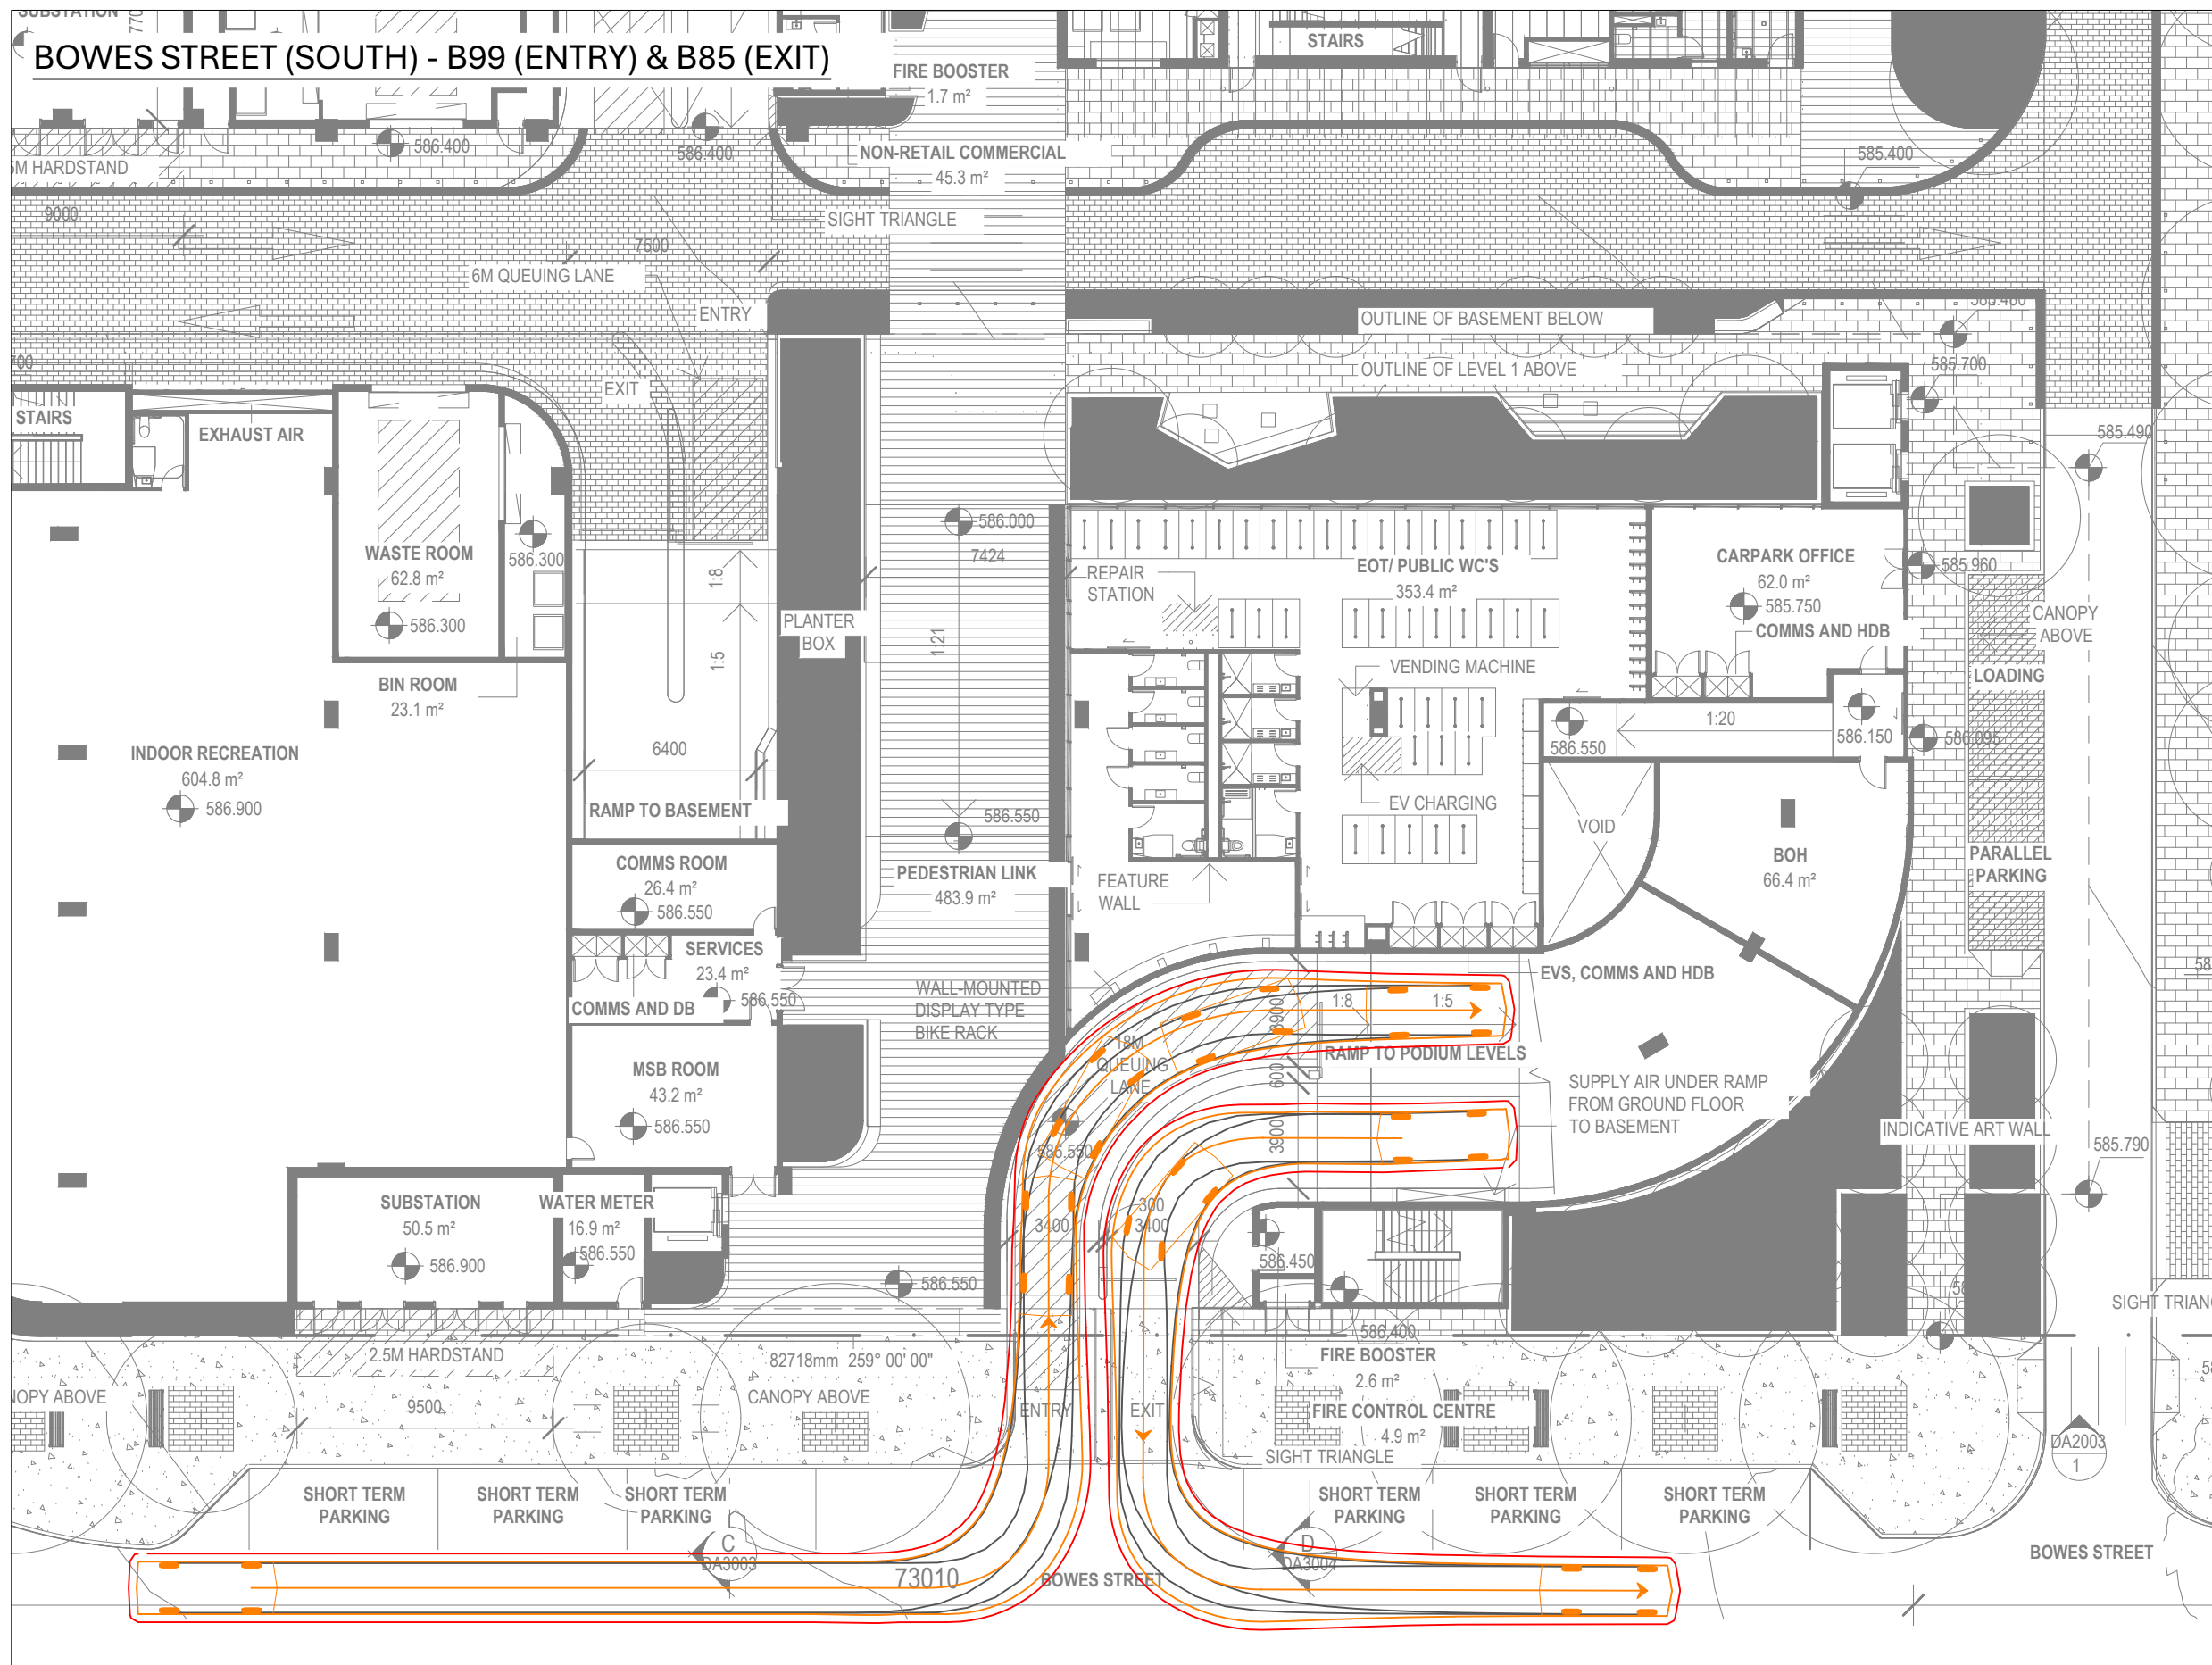 SUBSTATION
770
BOWES STREET (SOUTH) - B99 (ENTRY) & B85 (EXIT)
STAIRS
FIRE BOOSTER
1.7 m²
586.400
586.400
5M HARDSTAND
NON-RETAIL COMMERCIAL
45.3 m²
585.400
9000
SIGHT TRIANGLE
7500
6M QUEUING LANE
ENTRY
OUTLINE OF BASEMENT BELOW
585.480
700
585.700
OUTLINE OF LEVEL 1 ABOVE
EXIT
STAIRS
EXHAUST AIR
585.490
586.000
7424
WASTE ROOM
62.8 m²
586.300
586.300
1:8
REPAIR
STATION
EOT/ PUBLIC WC'S
353.4 m²
CARPARK OFFICE
62.0 m²
585.750
585.960
COMMS AND HDB
CANOPY
ABOVE
PLANTER
BOX
1:21
1:5
VENDING MACHINE
LOADING
BIN ROOM
23.1 m²
1:20
586.550
586.150
586.095
INDOOR RECREATION
604.8 m²
586.900
6400
RAMP TO BASEMENT
EV CHARGING
586.550
VOID
COMMS ROOM
26.4 m²
586.550
PEDESTRIAN LINK
483.9 m²
FEATURE
WALL
BOH
66.4 m²
PARALLEL
PARKING
SERVICES
23.4 m²
586.550
COMMS AND DB
WALL-MOUNTED
DISPLAY TYPE
BIKE RACK
EVS, COMMS AND HDB
58
3900
1:8
1:5
18M
QUEUING
LANE
RAMP TO PODIUM LEVELS
600
MSB ROOM
43.2 m²
586.550
SUPPLY AIR UNDER RAMP
FROM GROUND FLOOR
TO BASEMENT
586.550
3900
INDICATIVE ART WALL
585.790
SUBSTATION
50.5 m²
586.900
WATER METER
16.9 m²
586.550
3400
300
3400
586.450
586.550
SIGHT TRIANG
586.400
2.5M HARDSTAND
82718mm 259° 00' 00"
FIRE BOOSTER
2.6 m²
NOPY ABOVE
9500
CANOPY ABOVE
ENTRY
EXIT
FIRE CONTROL CENTRE
4.9 m²
SIGHT TRIANGLE
DA2003
1
SHORT TERM
PARKING
SHORT TERM
PARKING
SHORT TERM
PARKING
SHORT TERM
PARKING
SHORT TERM
PARKING
SHORT TERM
PARKING
C
DA3003
D
DA3004
73010
BOWES STREET
BOWES STREET